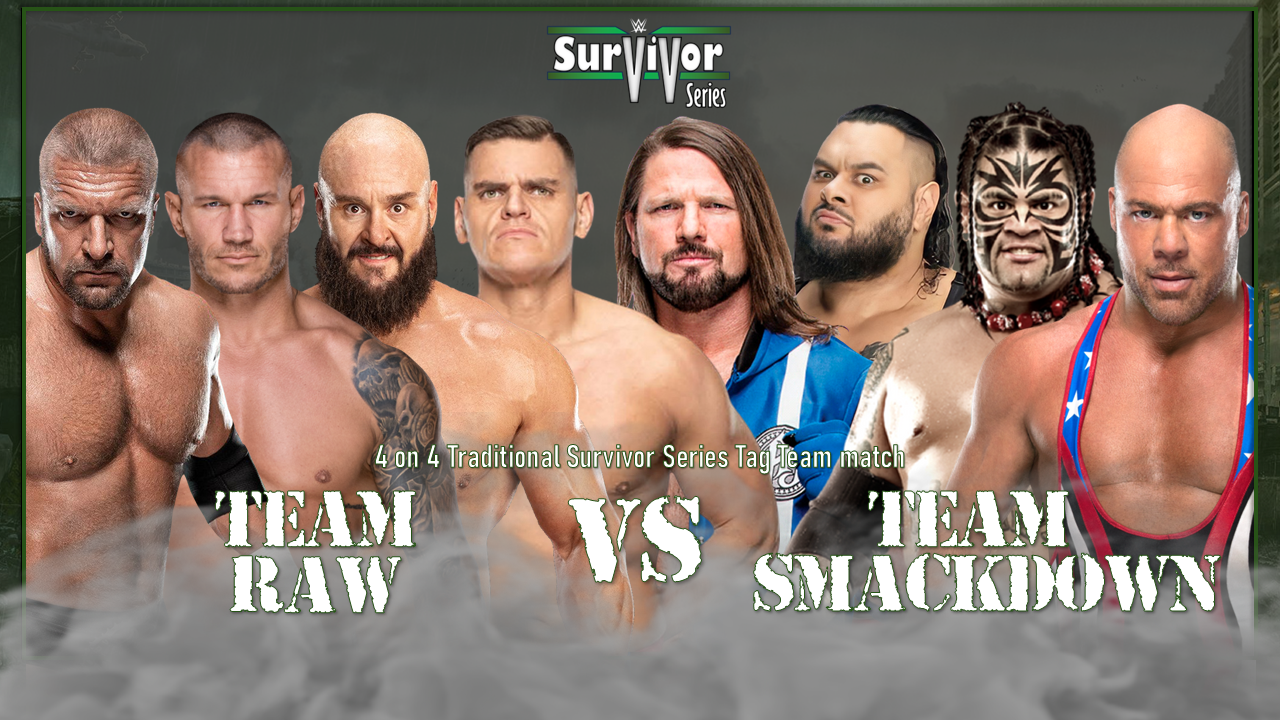 W
SurViVor
Series
4 on 4 Traditional Survivor Series Tag Team match
TEAM
RAW
VS
TEAM
SMACKDOWN